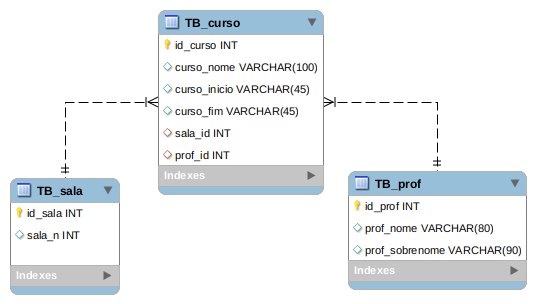 TB_curso
id_curso INT
curso_nome VARCHAR(100)
curso_inicio VARCHAR(45)
curso_fim VARCHAR(45)
sala_id INT
prof_id INT
Indexes
TB_sala
id_sala INT
sala_n INT
Indexes
TB_prof
id_prof INT
prof_nome VARCHAR(80)
prof_sobrenome VARCHAR(90)
Indexes